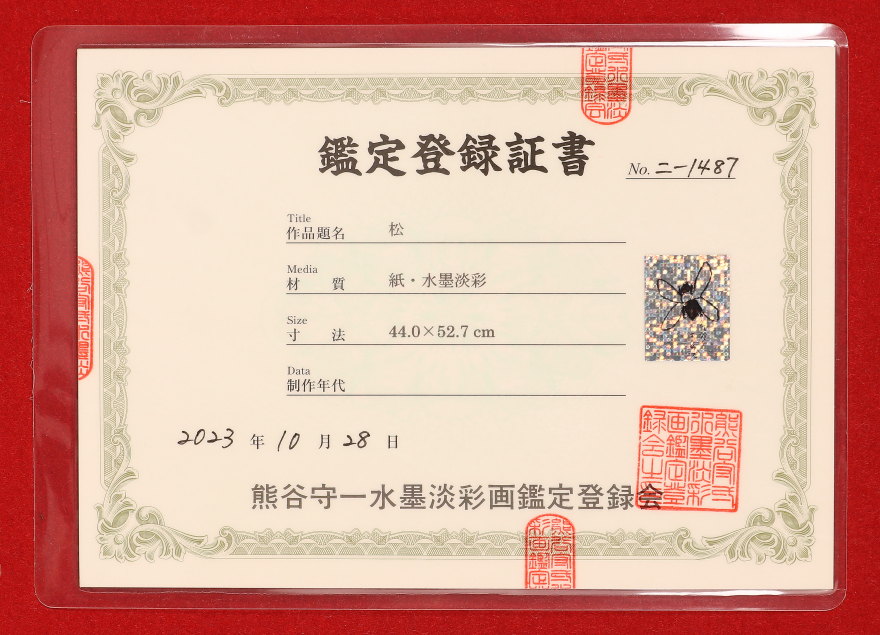 鑑定登録証書
No. ニ-1487
Title
作品題名 松
Media
材 質 紙・水墨淡彩
Size
寸 法 44.0×52.7 cm
Data
制作年代
2023 年 10 月 28 日
熊谷守一水墨淡彩画鑑定登録会